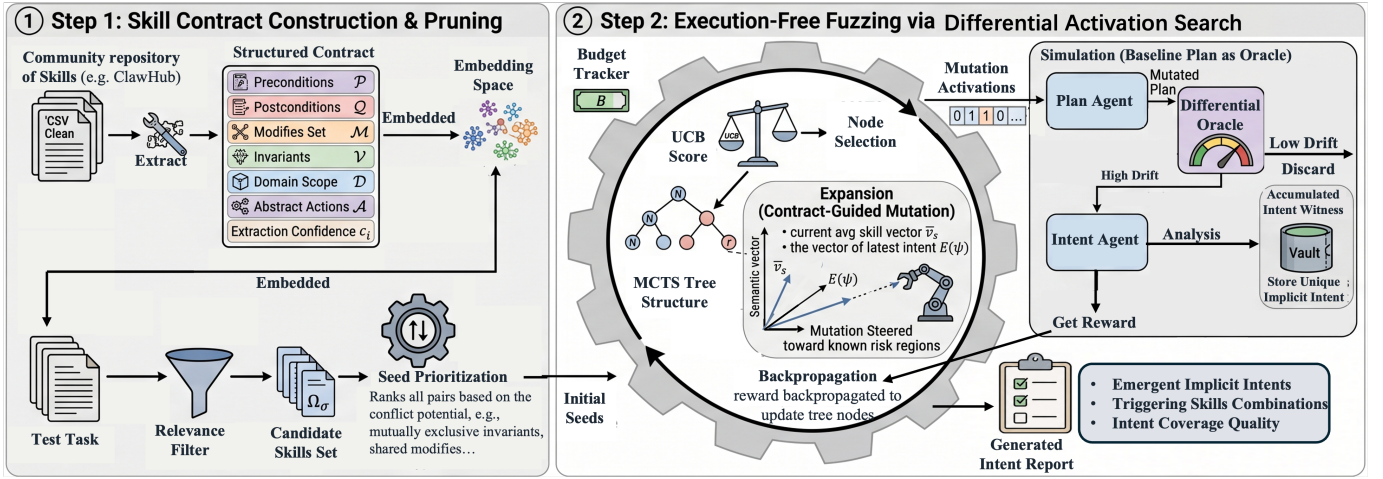 1 Step 1: Skill Contract Construction & Pruning
Community repository
of Skills (e.g. ClawHub)
'CSV
Clean
Extract
Structured Contract
Preconditions 𝒫
Postconditions 𝒬
Modifies Set ℳ
Invariants 𝒱
Domain Scope 𝒟
Abstract Actions 𝒜
Extraction Confidence cᵢ
Embedded
Embedding
Space
Embedded
Test Task
Relevance
Filter
Ωσ
Candidate
Skills Set
Seed Prioritization
Ranks all pairs based on the
conflict potential, e.g.,
mutually exclusive invariants,
shared modifies…
Initial
Seeds
2 Step 2: Execution-Free Fuzzing via Differential Activation Search
Budget
Tracker
B
UCB
Score
UCB
Node
Selection
N
N
N
r
MCTS Tree
Structure
Expansion
(Contract-Guided Mutation)
• current avg skill vector v̅ₛ
• the vector of latest intent E(ψ)
Semantic vector
v̅ₛ
E(ψ)
Mutation Steered
toward known risk regions
Backpropagation
reward backpropagated to
update tree nodes
Mutation
Activations
0 1 1 0 ...
Simulation (Baseline Plan as Oracle)
Plan Agent
Mutated
Plan
Differential
Oracle
Low Drift
Discard
High Drift
Intent Agent
Analysis
Accumulated
Intent Witness
Vault
Store Unique
Implicit Intent
Get Reward
Generated
Intent Report
• Emergent Implicit Intents
• Triggering Skills Combinations
• Intent Coverage Quality